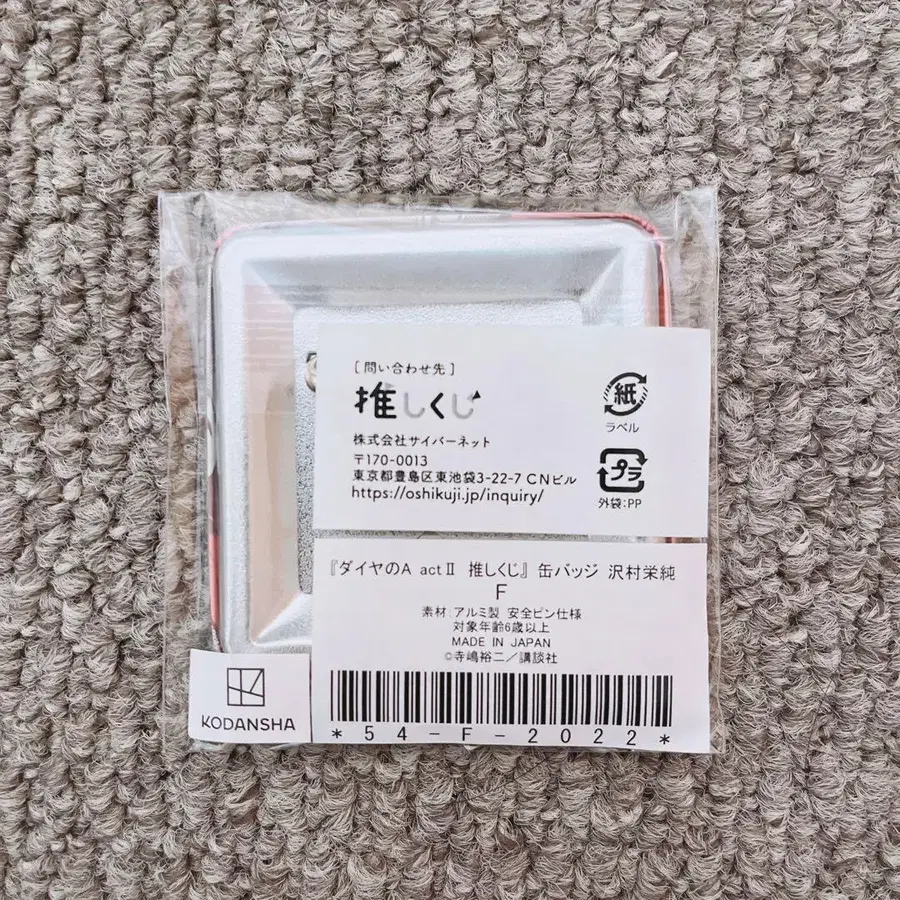 [問い合わせ先]
推しくじ
株式会社サイバーネット
〒170-0013
東京都豊島区東池袋3-22-7 CNビル
https://oshikuji.jp/inquiry/
紙
ラベル
プラ
外袋:PP
『ダイヤのA actⅡ 推しくじ』缶バッジ 沢村栄純
F
素材:アルミ製 安全ピン仕様
対象年齢6歳以上
MADE IN JAPAN
©寺嶋裕二/講談社
*54-F-2022*
KODANSHA